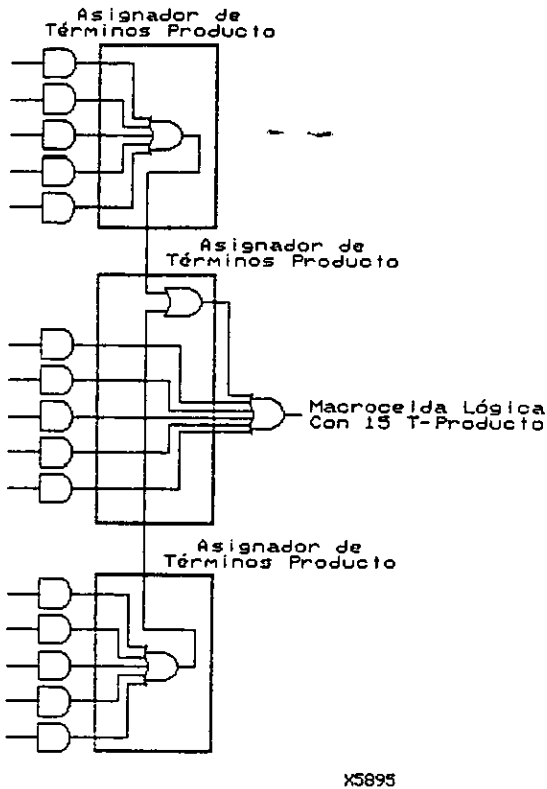 Asignador de
Términos Producto
Asignador de
Términos Producto
Macrocelda Lógica
Con 15 T-Producto
Asignador de
Términos Producto
X5895